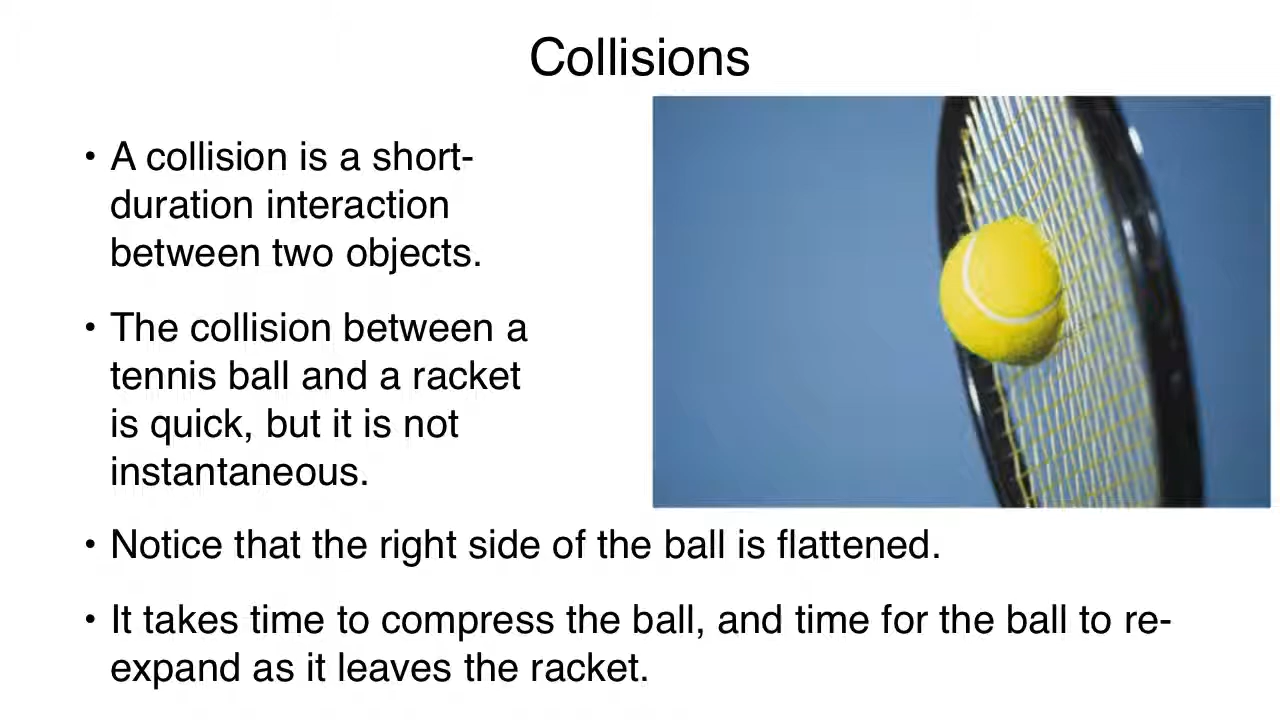 Collisions
• A collision is a short-
duration interaction
between two objects.
• The collision between a
tennis ball and a racket
is quick, but it is not
instantaneous.
• Notice that the right side of the ball is flattened.
• It takes time to compress the ball, and time for the ball to re-
expand as it leaves the racket.